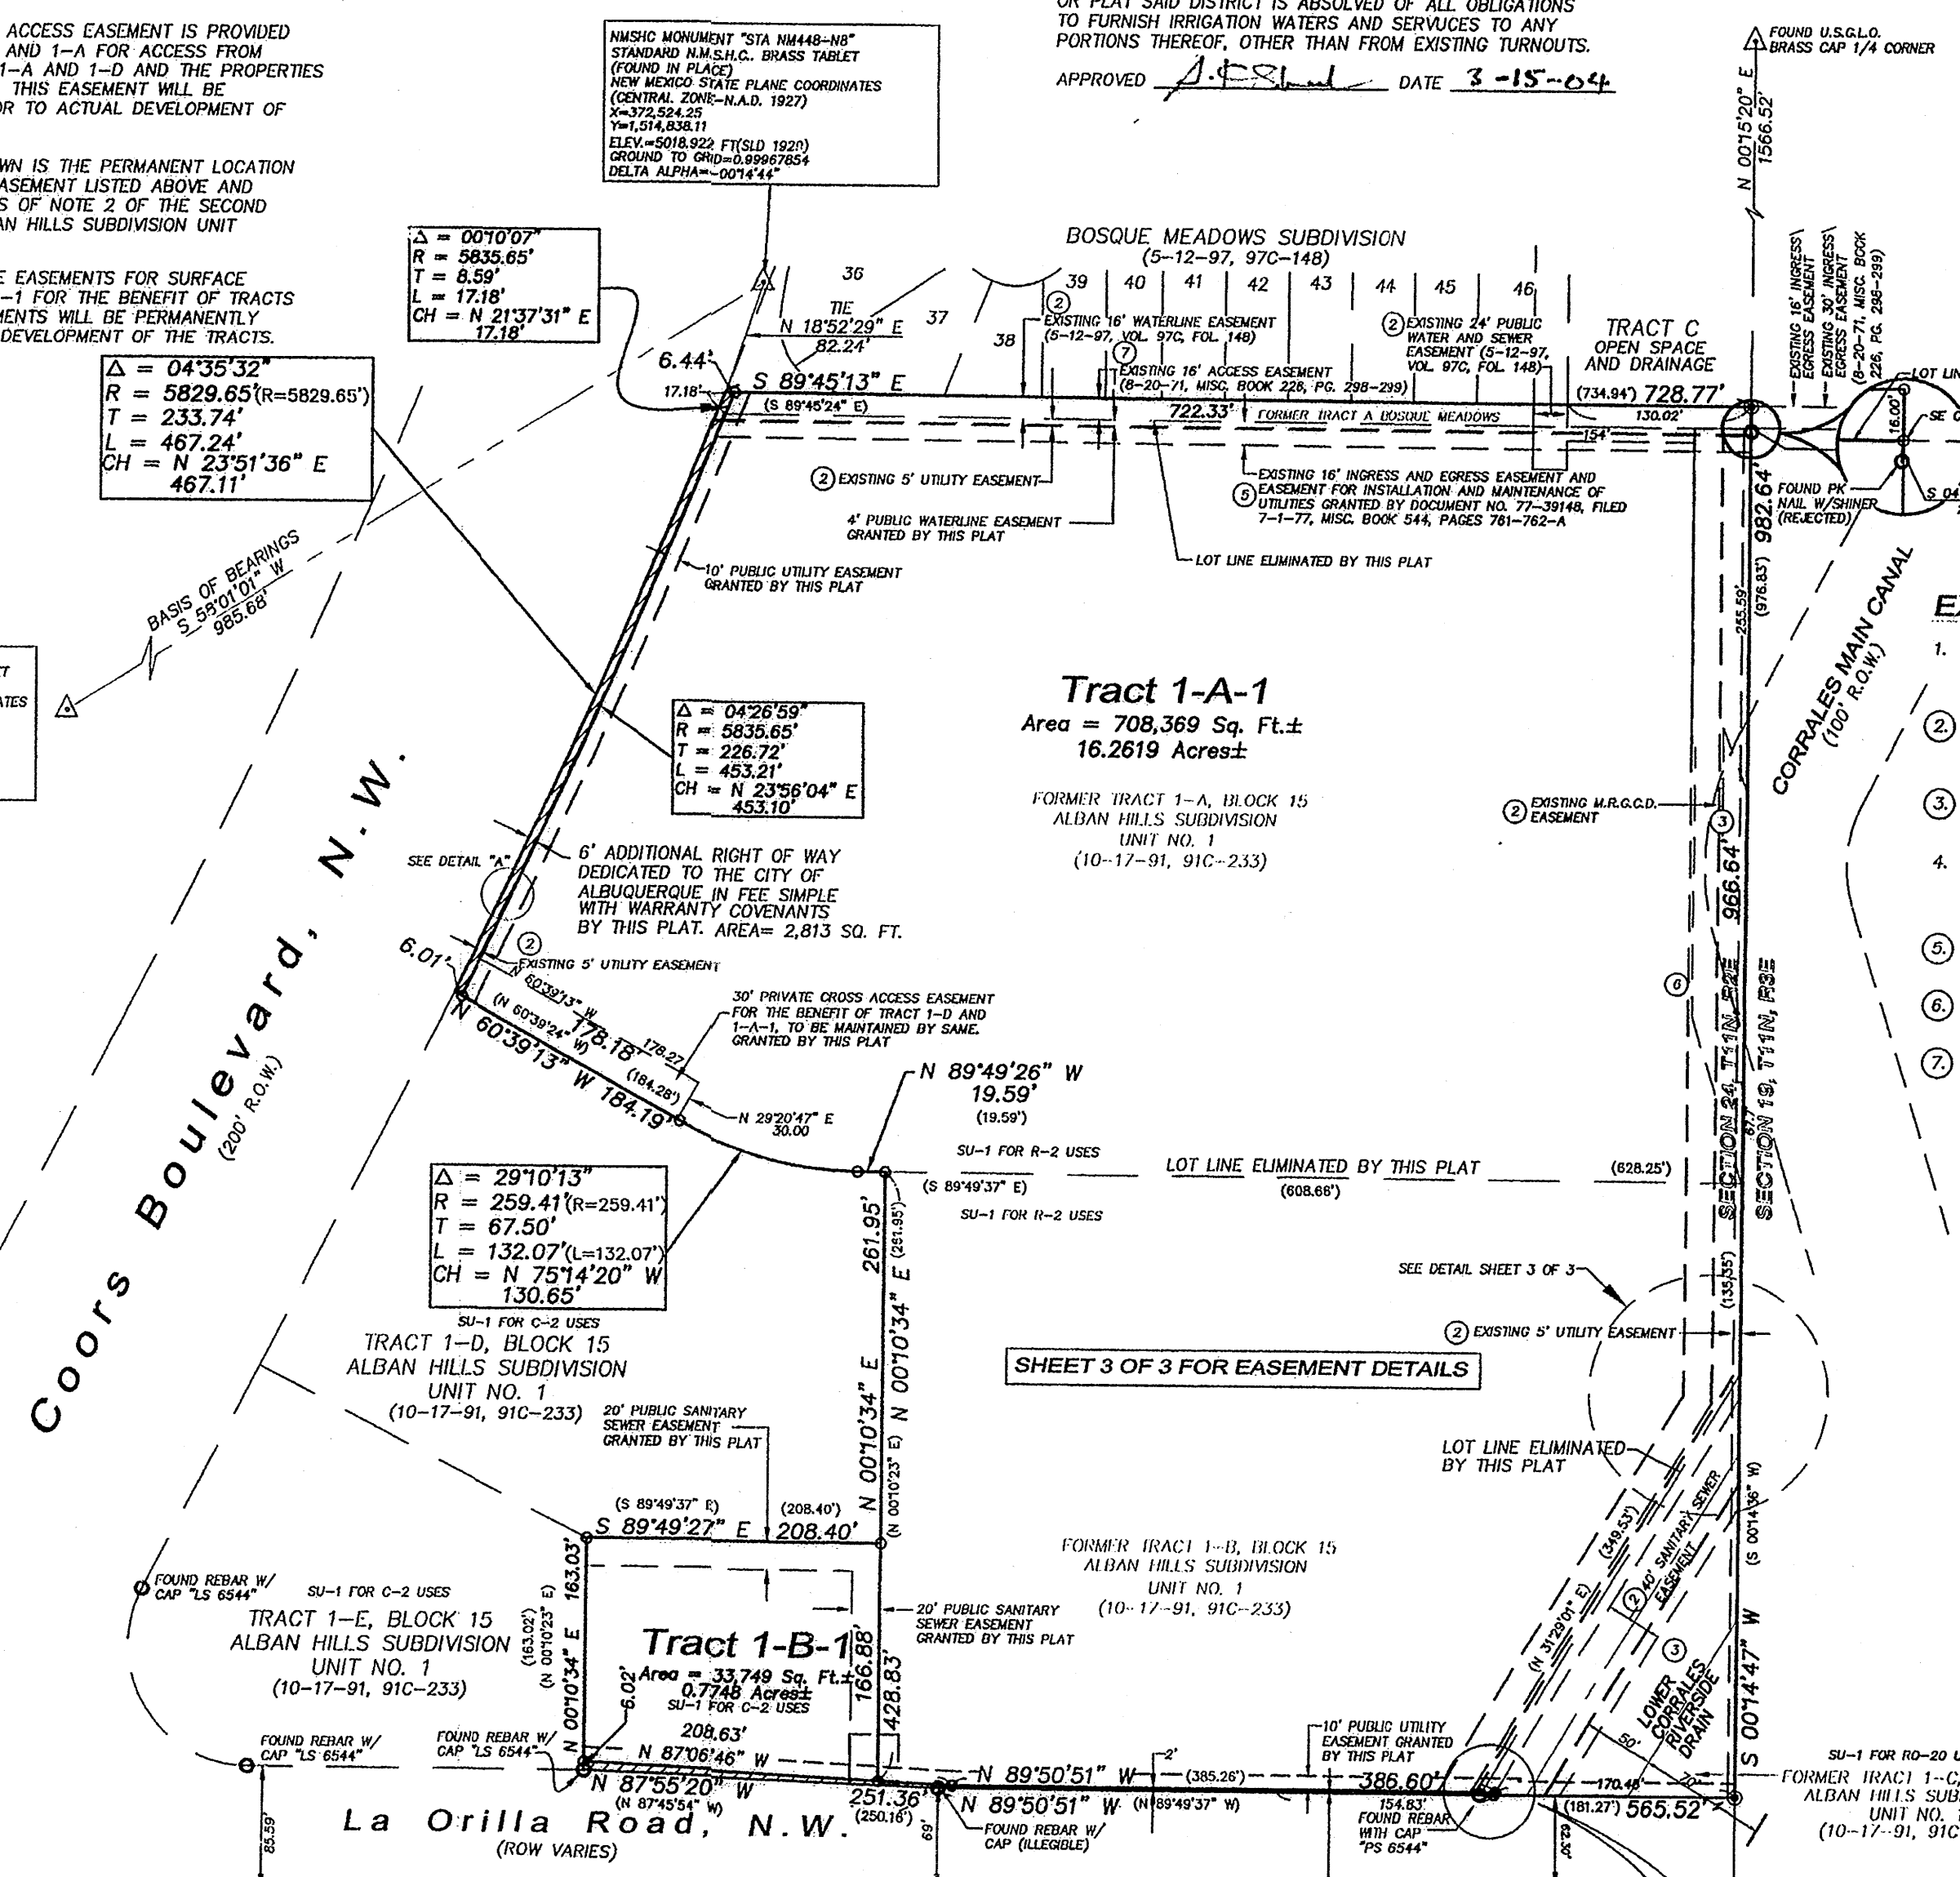 ACCESS EASEMENT IS PROVIDED
AND 1-A FOR ACCESS FROM
1-A AND 1-D AND THE PROPERTIES
THIS EASEMENT WILL BE
OR TO ACTUAL DEVELOPMENT OF
WN IS THE PERMANENT LOCATION
ASEMENT LISTED ABOVE AND
S OF NOTE 2 OF THE SECOND
AN HILLS SUBDIVISION UNIT
E EASEMENTS FOR SURFACE
-1 FOR THE BENEFIT OF TRACTS
MENTS WILL BE PERMANENTLY
DEVELOPMENT OF THE TRACTS.
NMSHC MONUMENT "STA NM448-N8"
STANDARD N.M.S.H.C.. BRASS TABLET
(FOUND IN PLACE)
NEW MEXICO STATE PLANE COORDINATES
(CENTRAL ZONE-N.A.D. 1927)
X=372,524.25
Y=1,514,838.11
ELEV.=5018.922 FT(SLD 1929)
GROUND TO GRID=0.99967854
DELTA ALPHA=-00°14'44"
OR PLAT SAID DISTRICT IS ABSOLVED OF ALL OBLIGATIONS
TO FURNISH IRRIGATION WATERS AND SERVUCES TO ANY
PORTIONS THEREOF, OTHER THAN FROM EXISTING TURNOUTS.
APPROVED DATE 3-15-04
FOUND U.S.G.L.O.
BRASS CAP 1/4 CORNER
N 00°15'20" E
1566.52'
Δ = 00°10'07"
R = 5835.65'
T = 8.59'
L = 17.18'
CH = N 21°37'31" E
17.18'
Δ = 04°35'32"
R = 5829.65'(R=5829.65')
T = 233.74'
L = 467.24'
CH = N 23°51'36" E
467.11'
BOSQUE MEADOWS SUBDIVISION
(5-12-97, 97C-148)
36
37
38
39
40
41
42
43
44
45
46
TIE
N 18°52'29" E
82.24'
6.44'
17.18'
S 89°45'13" E
(S 89°45'24" E)
2
EXISTING 16' WATERLINE EASEMENT
(5-12-97, VOL. 97C, FOL. 148)
7
EXISTING 16' ACCESS EASEMENT
(8-20-71, MISC. BOOK 226, PG. 298-299)
2 EXISTING 24' PUBLIC
WATER AND SEWER
EASEMENT (5-12-97,
VOL. 97C, FOL. 148)
TRACT C
OPEN SPACE
AND DRAINAGE
(734.94') 728.77'
130.02'
722.33'
FORMER TRACT A BOSQUE MEADOWS
154'
EXISTING 16' INGRESS\
EGRESS EASEMENT
EXISTING 30' INGRESS\
EGRESS EASEMENT
(8-20-71, MISC. BOOK
226, PG. 298-299)
LOT LIN
16.00'
SE C
S 04
FOUND PK
NAIL W/SHINER
(REJECTED)
2 EXISTING 5' UTILITY EASEMENT
4' PUBLIC WATERLINE EASEMENT
GRANTED BY THIS PLAT
5
EXISTING 16' INGRESS AND EGRESS EASEMENT AND
EASEMENT FOR INSTALLATION AND MAINTENANCE OF
UTILITIES GRANTED BY DOCUMENT NO. 77-39148, FILED
7-1-77, MISC. BOOK 544, PAGES 761-762-A
LOT LINE ELIMINATED BY THIS PLAT
10' PUBLIC UTILITY EASEMENT
GRANTED BY THIS PLAT
BASIS OF BEARINGS
S 58°01'01" W
985.68'
982.64'
(976.83')
255.59'
CORRALES MAIN CANAL
(100' R.O.W.)
1.
2.
3.
4.
5.
6.
7.
Tract 1-A-1
Area = 708,369 Sq. Ft.±
16.2619 Acres±
FORMER TRACT 1-A, BLOCK 15
ALBAN HILLS SUBDIVISION
UNIT NO. 1
(10-17-91, 91C-233)
Δ = 04°26'59"
R = 5835.65'
T = 226.72'
L = 453.21'
CH = N 23°56'04" E
453.10'
2 EXISTING M.R.G.C.D.
EASEMENT
3
966.64'
6
SECTION 24, T11N, R2E
SECTION 19, T11N, R3E
67.7
SEE DETAIL "A"
6' ADDITIONAL RIGHT OF WAY
DEDICATED TO THE CITY OF
ALBUQUERQUE IN FEE SIMPLE
WITH WARRANTY COVENANTS
BY THIS PLAT. AREA= 2,813 SQ. FT.
6.01'
2
EXISTING 5' UTILITY EASEMENT
N 60°39'13" W
178.18'
(N 60°39'24" W)
178.27
(184.28')
N 60°39'13" W 184.19'
30' PRIVATE CROSS ACCESS EASEMENT
FOR THE BENEFIT OF TRACT 1-D AND
1-A-1, TO BE MAINTAINED BY SAME.
GRANTED BY THIS PLAT
N 29°20'47" E
30.00
N 89°49'26" W
19.59'
(19.59')
Coors Boulevard, N.W.
(200' R.O.W.)
SU-1 FOR R-2 USES
LOT LINE ELIMINATED BY THIS PLAT
(628.25')
(S 89°49'37" E)
(608.66')
SU-1 FOR R-2 USES
Δ = 29°10'13"
R = 259.41'(R=259.41')
T = 67.50'
L = 132.07'(L=132.07')
CH = N 75°14'20" W
130.65'
SU-1 FOR C-2 USES
TRACT 1-D, BLOCK 15
ALBAN HILLS SUBDIVISION
UNIT NO. 1
(10-17-91, 91C-233)
N 00°10'34" E 261.95'
N 00°10'34" E (261.95')
(N 00°10'23" E)
SEE DETAIL SHEET 3 OF 3
(135.35')
2 EXISTING 5' UTILITY EASEMENT
SHEET 3 OF 3 FOR EASEMENT DETAILS
20' PUBLIC SANITARY
SEWER EASEMENT
GRANTED BY THIS PLAT
LOT LINE ELIMINATED
BY THIS PLAT
(S 89°49'37" E)
(208.40')
S 89°49'27" E 208.40'
FORMER TRACT 1-B, BLOCK 15
ALBAN HILLS SUBDIVISION
UNIT NO. 1
(10-17-91, 91C-233)
(349.53')
(N 31°29'01" E)
2 40' SANITARY SEWER
EASEMENT
3
LOWER
CORRALES
RIVERSIDE
DRAIN
50'
(S 00°14'36" W)
S 00°14'47" W
FOUND REBAR W/
CAP "LS 6544"
SU-1 FOR C-2 USES
TRACT 1-E, BLOCK 15
ALBAN HILLS SUBDIVISION
UNIT NO. 1
(10-17-91, 91C-233)
N 00°10'34" E 163.03'
(N 00°10'23" E)
(163.02')
6.02'
Tract 1-B-1
Area = 33,749 Sq. Ft.±
0.7748 Acres±
SU-1 FOR C-2 USES
208.63'
N 87°06'46" W
166.88'
428.83'
20' PUBLIC SANITARY
SEWER EASEMENT
GRANTED BY THIS PLAT
FOUND REBAR W/
CAP "LS 6544"
FOUND REBAR W/
CAP "LS 6544"
N 87°55'20" W
(N 87°45'54" W)
251.36'
(250.16')
N 89°50'51" W (385.26')
386.60'
N 89°50'51" W (N 89°49'37" W)
2'
10' PUBLIC UTILITY
EASEMENT GRANTED
BY THIS PLAT
FOUND REBAR W/
CAP (ILLEGIBLE)
154.83'
FOUND REBAR
WITH CAP
"PS 6544"
170.48'
(181.27') 565.52'
La Orilla Road, N.W.
(ROW VARIES)
85.59'
69'
62.30'
SU-1 FOR RO-20 U
FORMER TRACT 1-C,
ALBAN HILLS SUB
UNIT NO. 1
(10-17-91, 91C